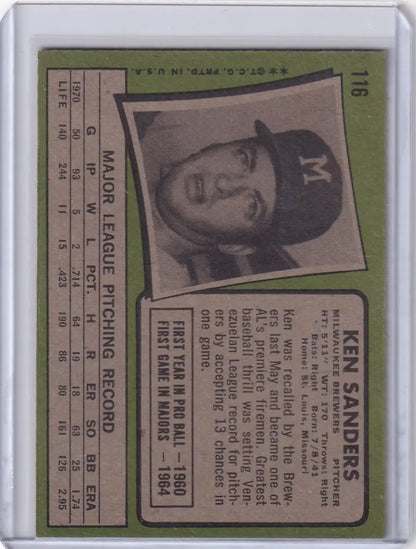 116
**©T.C.G. PRTD. IN U.S.A.
M
KEN SANDERS
MILWAUKEE BREWERS PITCHER
HT: 5'11" WT: 170 Throws: Right
Bats: Right Born: 7/8/41
Home: St. Louis, Missouri
Ken was recalled by the Brew-
ers last May and became one of
AL's premiere firemen. Greatest
baseball thrill was setting Ven-
ezuelan League record for pitch-
ers by accepting 13 chances in
one game.
FIRST YEAR IN PRO BALL — 1960
FIRST GAME IN MAJORS — 1964
MAJOR LEAGUE PITCHING RECORD
G IP W L PCT. H R ER SO BB ERA
1970 50 93 5 2 .714 64 19 18 63 25 1.74
LIFE 140 244 11 15 .423 190 86 80 161 126 2.95